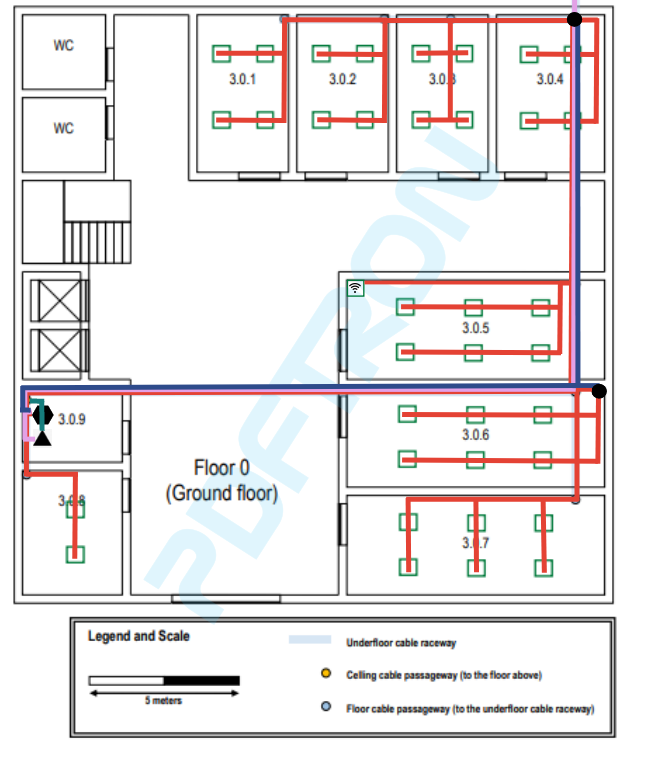 WC
3.0.1
3.0.2
3.0.3
3.0.4
WC
3.0.5
3.0.9
3.0.6
Floor 0
(Ground floor)
3.0.8
3.0.7
PDFTRON
Legend and Scale
5 meters
Underfloor cable raceway
Celling cable passageway (to the floor above)
Floor cable passageway (to the underfloor cable raceway)